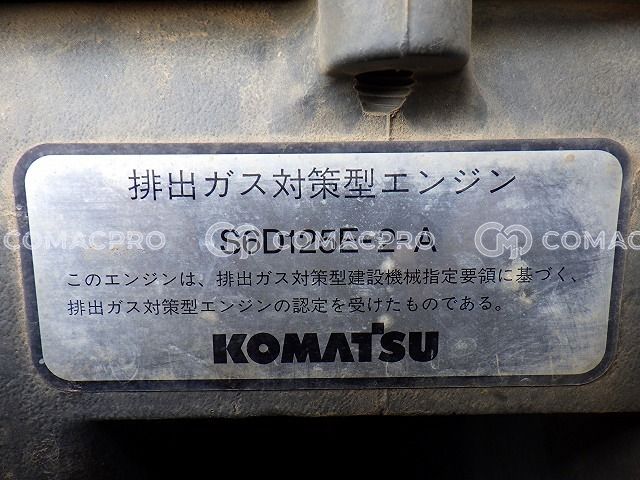 排出ガス対策型エンジン
S6D125E-2-A
COMACPRO COMACPRO
このエンジンは、排出ガス対策型建設機械指定要領に基づく、
排出ガス対策型エンジンの認定を受けたものである。
KOMATSU